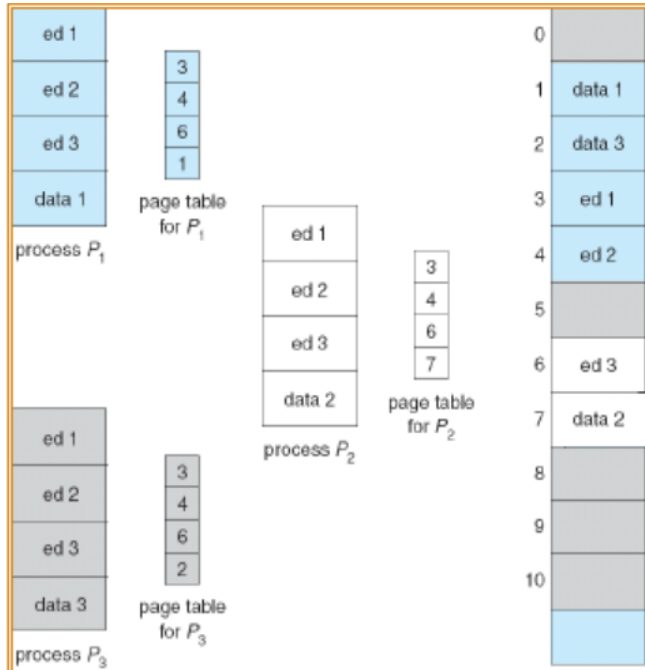 ed 1
ed 2
ed 3
data 1
process P1
3
4
6
1
page table
for P1
ed 1
ed 2
ed 3
data 2
process P2
3
4
6
7
page table
for P2
ed 1
ed 2
ed 3
data 3
process P3
3
4
6
2
page table
for P3
0
1 data 1
2 data 3
3 ed 1
4 ed 2
5
6 ed 3
7 data 2
8
9
10